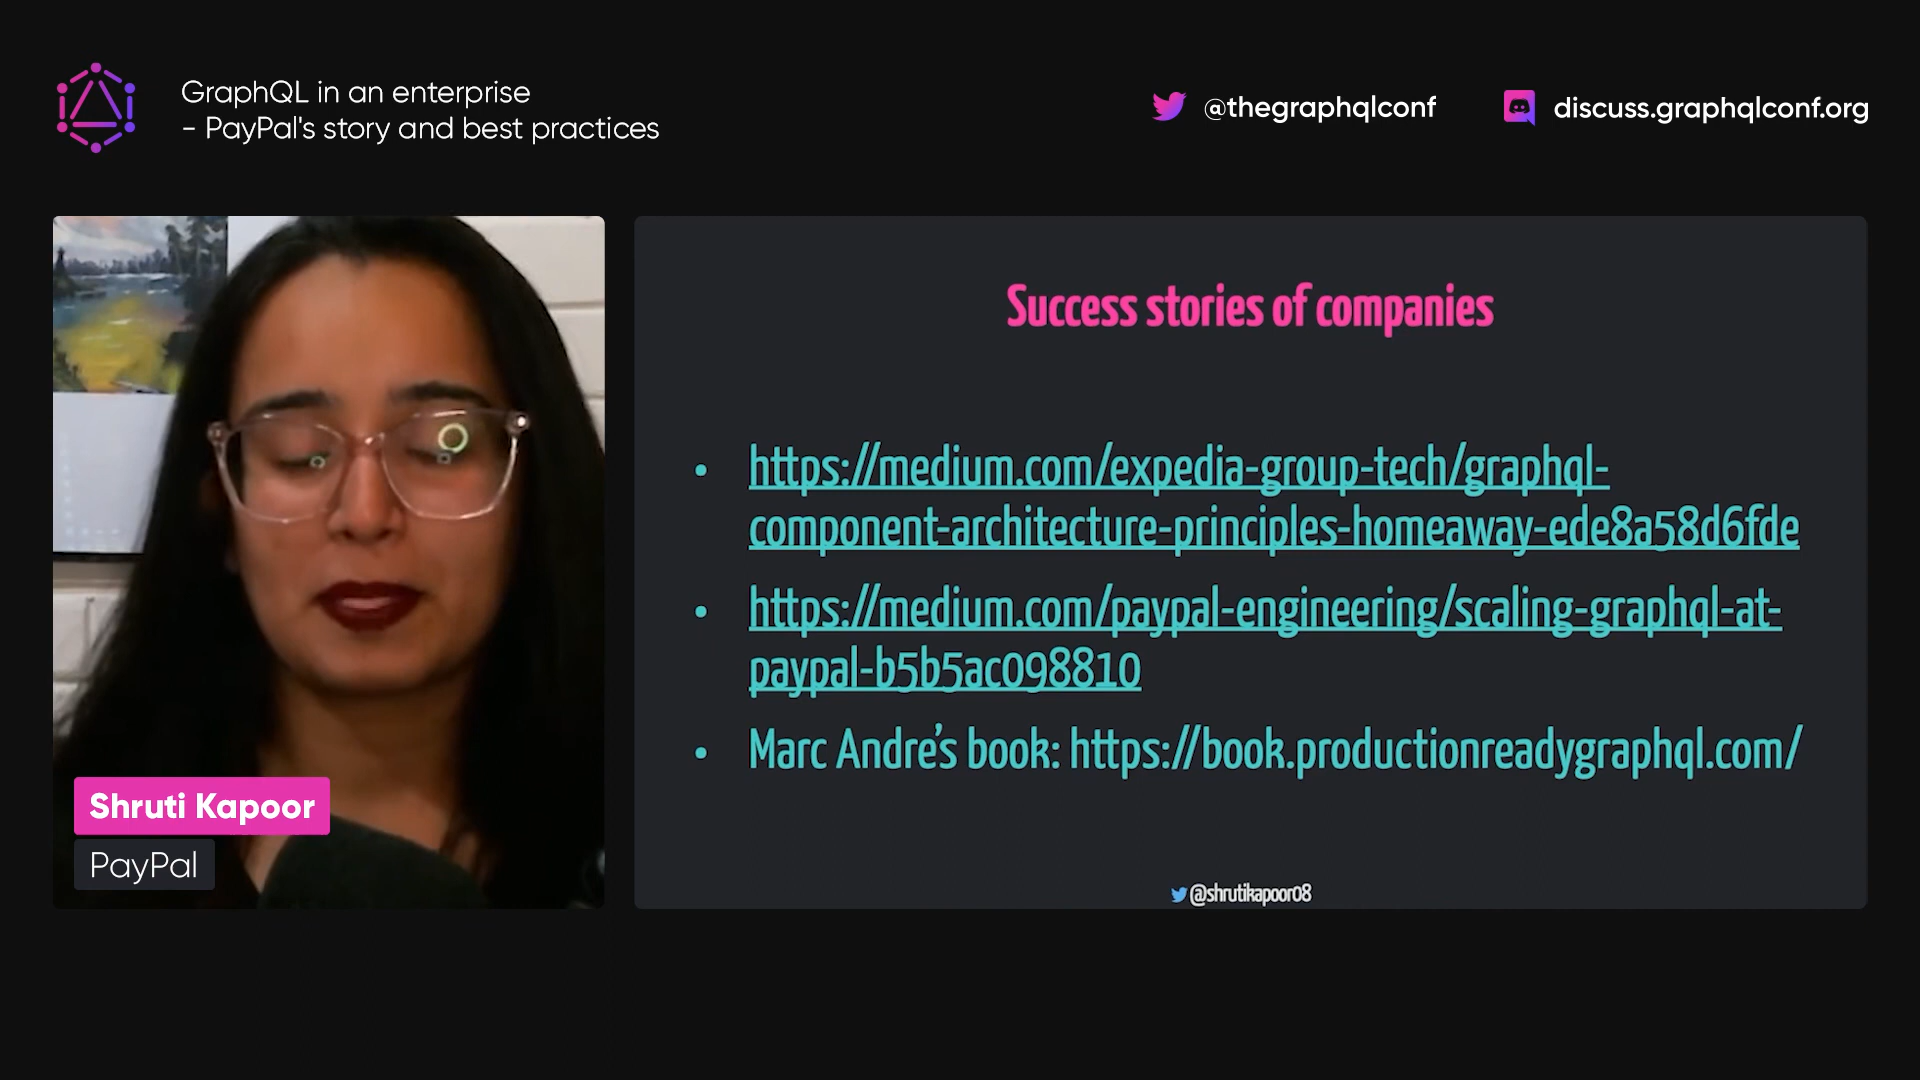 GraphQL in an enterprise
- PayPal's story and best practices
@thegraphqlconf
discuss.graphqlconf.org
Success stories of companies
• https://medium.com/expedia-group-tech/graphql-
component-architecture-principles-homeaway-ede8a58d6fde
• https://medium.com/paypal-engineering/scaling-graphql-at-
paypal-b5b5ac098810
• Marc Andre’s book: https://book.productionreadygraphql.com/
Shruti Kapoor
PayPal
@shrutikapoor08